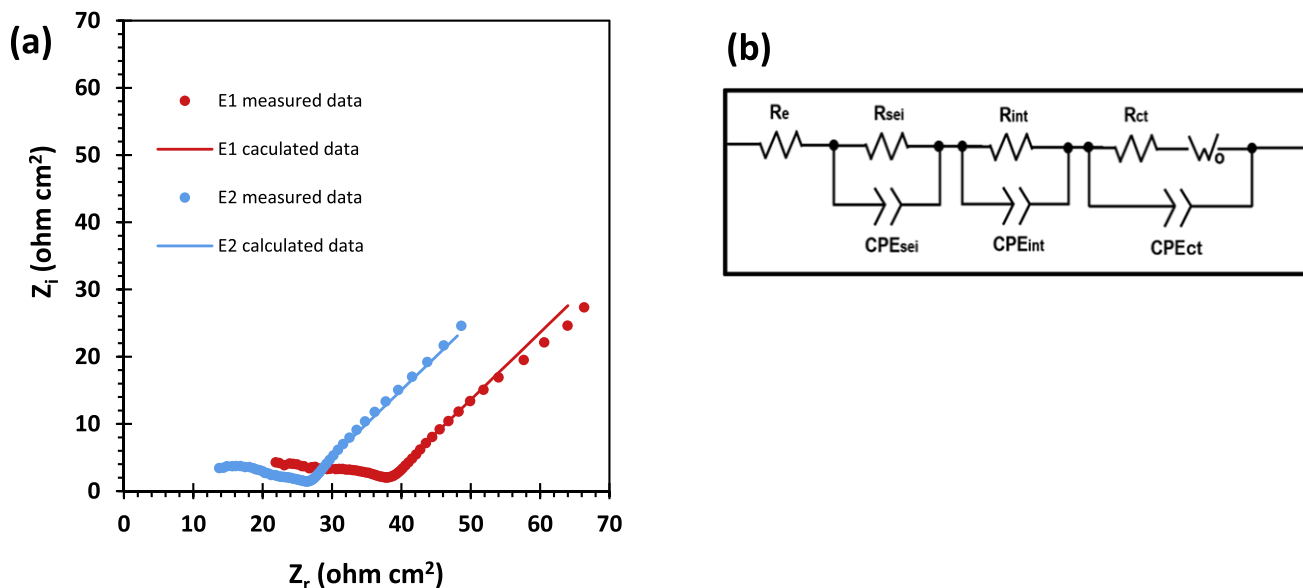 (a)
70
60
50
40
30
20
10
0
Z_i (ohm cm²)
E1 measured data
E1 caculated data
E2 measured data
E2 calculated data
0 10 20 30 40 50 60 70
Z_r (ohm cm²)
(b)
Re Rsei Rint Rct Wo
CPEsei CPEint CPEct